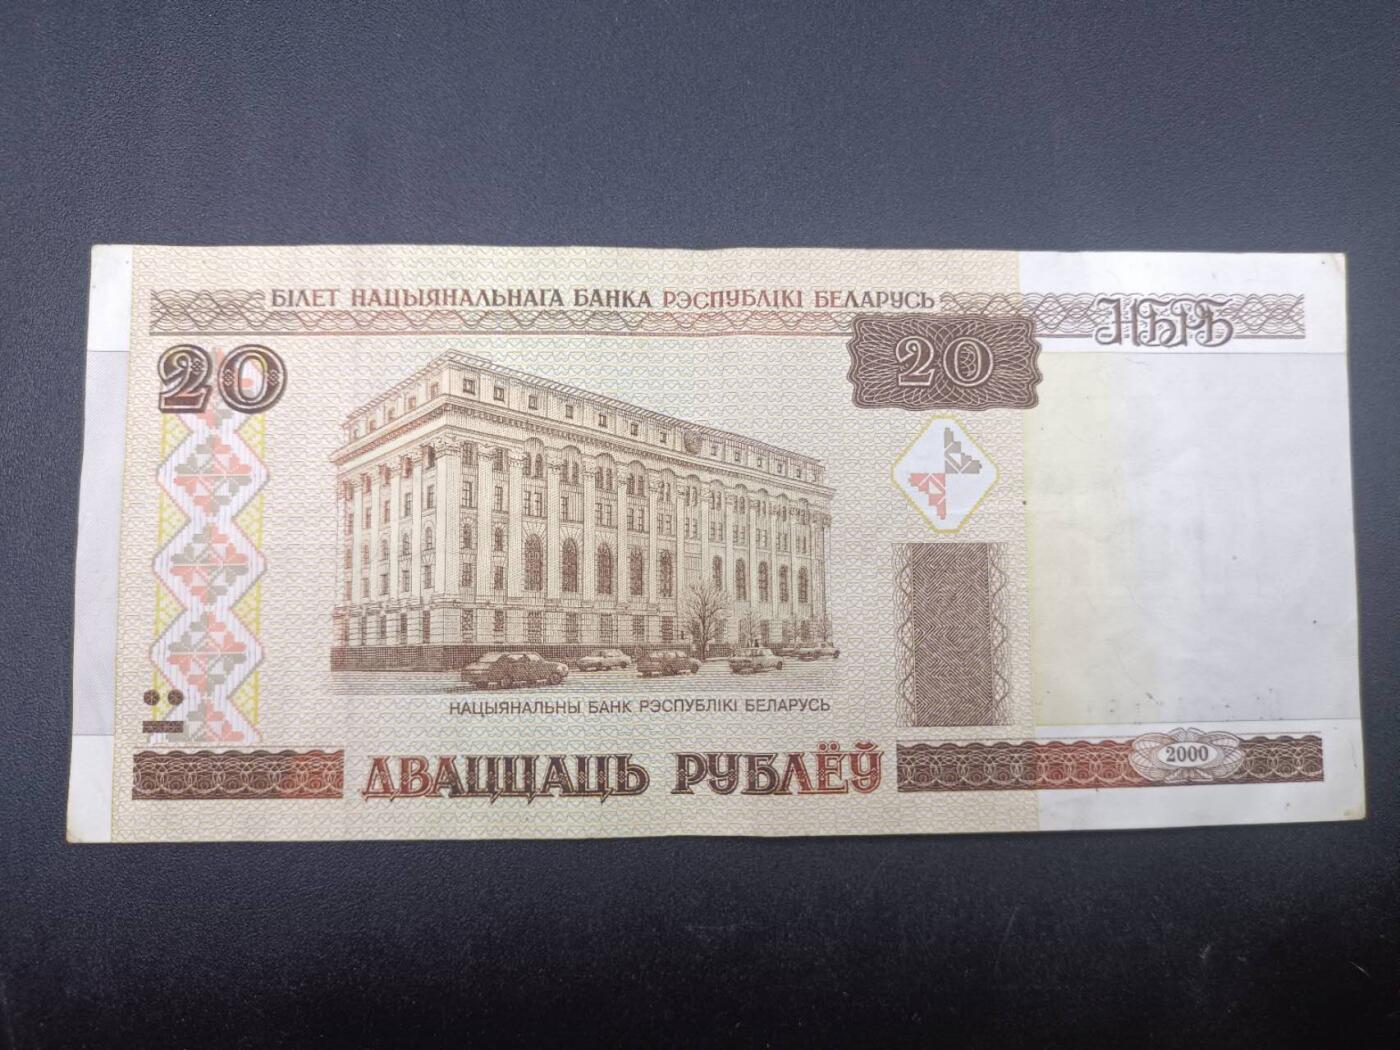 БІЛЕТ НАЦЫЯНАЛЬНАГА БАНКА РЭСПУБЛІКІ БЕЛАРУСЬ
НБРБ
20
20
НАЦЫЯНАЛЬНЫ БАНК РЭСПУБЛІКІ БЕЛАРУСЬ
ДВАЦЦАЦЬ РУБЛЁЎ
2000